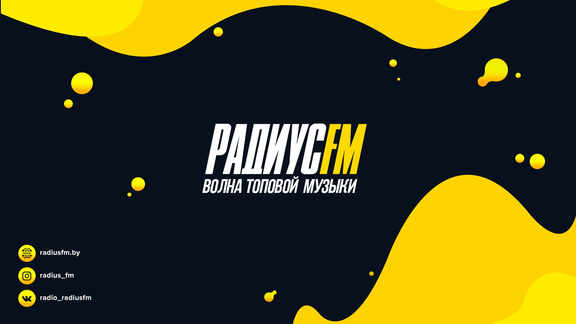 РАДИУСFM
ВОЛНА ТОПОВОЙ МУЗЫКИ
radiusfm.by
radius_fm
radio_radiusfm